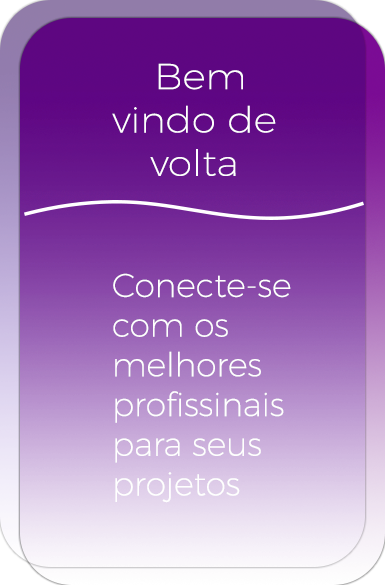 Bem
vindo de
volta
Conecte-se
com os
melhores
profissinais
para seus
projetos